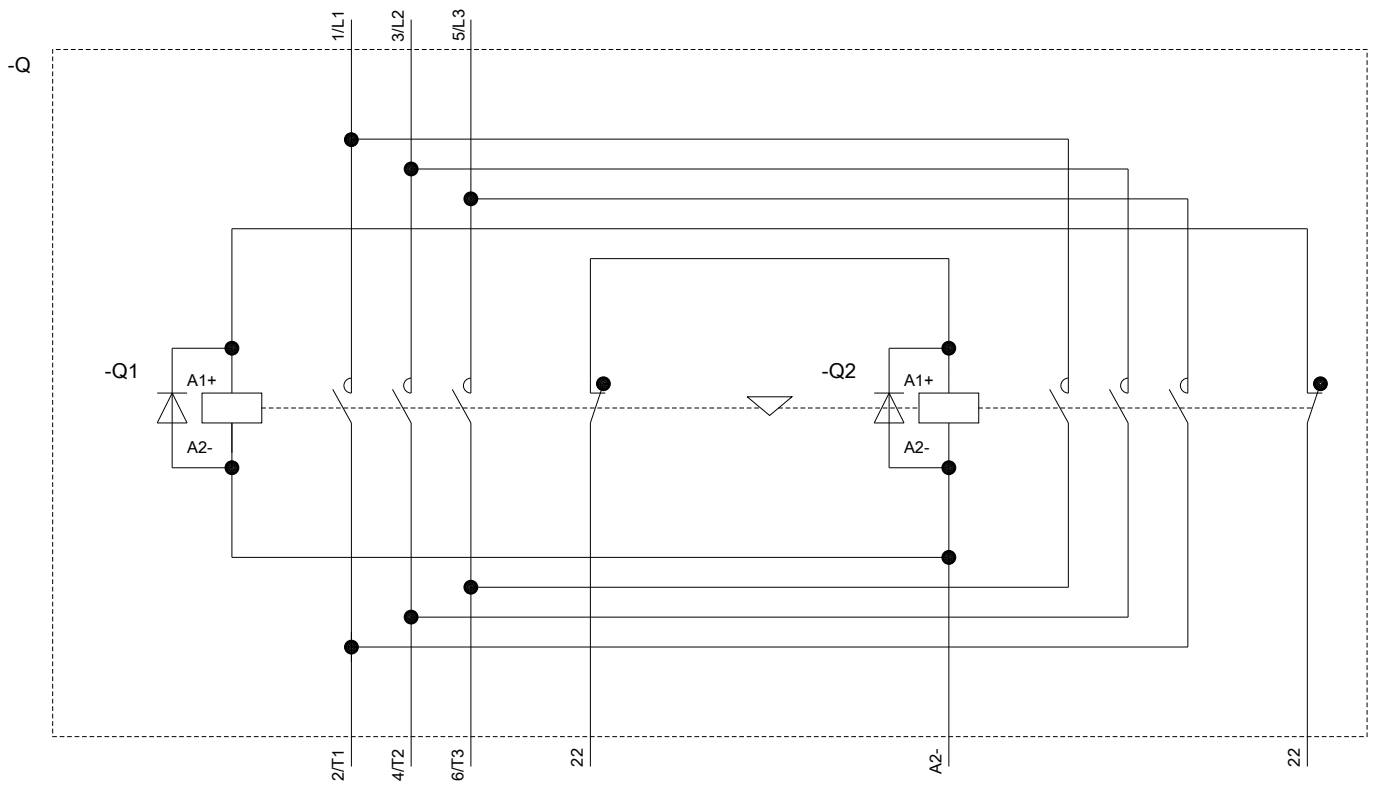 1/L1
3/L2
5/L3
-Q
-Q1
A1+
A2-
-Q2
A1+
A2-
2/T1
4/T2
6/T3
22
A2-
22